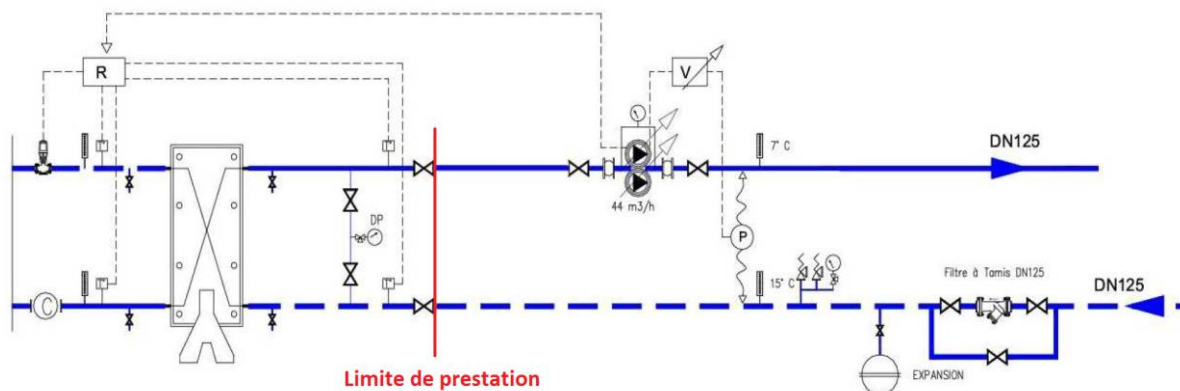 R
V
DN125
7° C
44 m3/h
DP
P
15° C
Filtre à Tamis DN125
DN125
C
EXPANSION
Limite de prestation